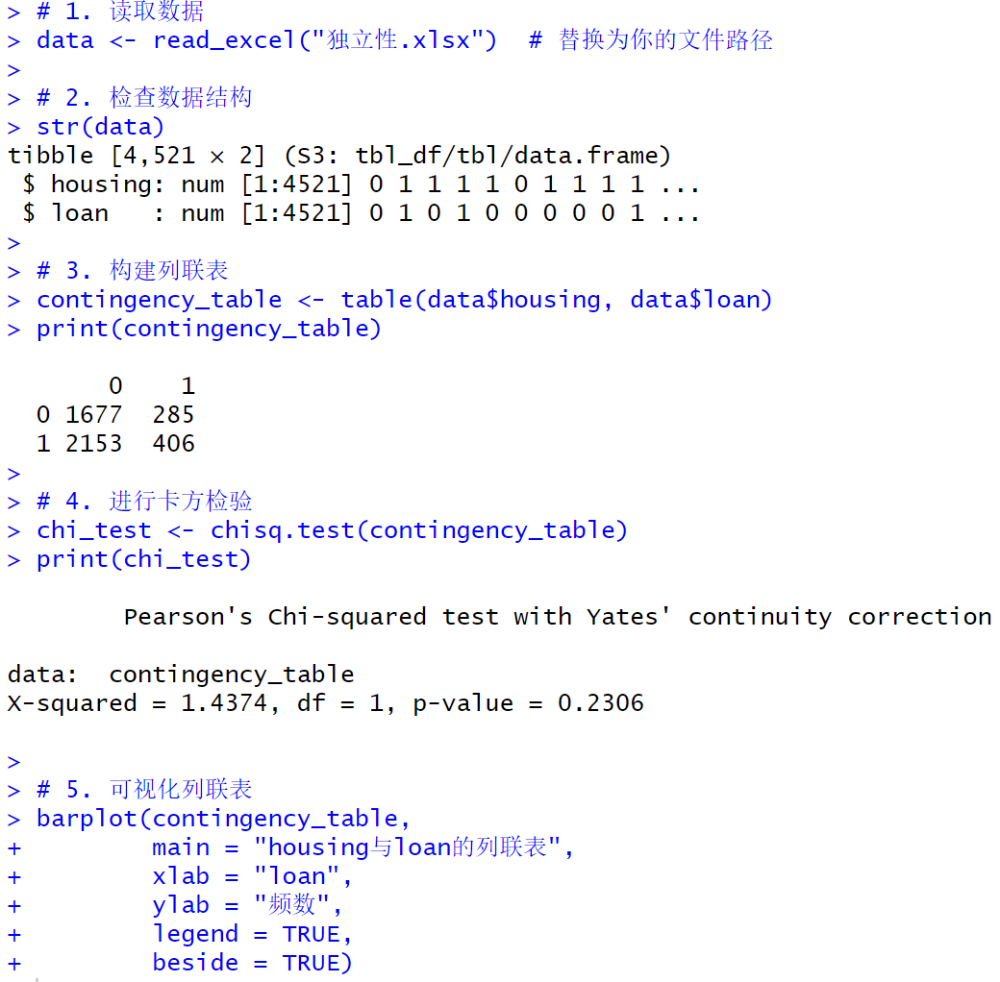 > # 1. 读取数据
> data <- read_excel("独立性.xlsx")  # 替换为你的文件路径
>
> # 2. 检查数据结构
> str(data)
tibble [4,521 × 2] (S3: tbl_df/tbl/data.frame)
 $ housing: num [1:4521] 0 1 1 1 1 0 1 1 1 1 ...
 $ loan   : num [1:4521] 0 1 0 1 0 0 0 0 0 1 ...
>
> # 3. 构建列联表
> contingency_table <- table(data$housing, data$loan)
> print(contingency_table)
       0    1
  0 1677  285
  1 2153  406
>
> # 4. 进行卡方检验
> chi_test <- chisq.test(contingency_table)
> print(chi_test)
        Pearson's Chi-squared test with Yates' continuity correction
data:  contingency_table
X-squared = 1.4374, df = 1, p-value = 0.2306
>
> # 5. 可视化列联表
> barplot(contingency_table,
+         main = "housing与loan的列联表",
+         xlab = "loan",
+         ylab = "频数",
+         legend = TRUE,
+         beside = TRUE)